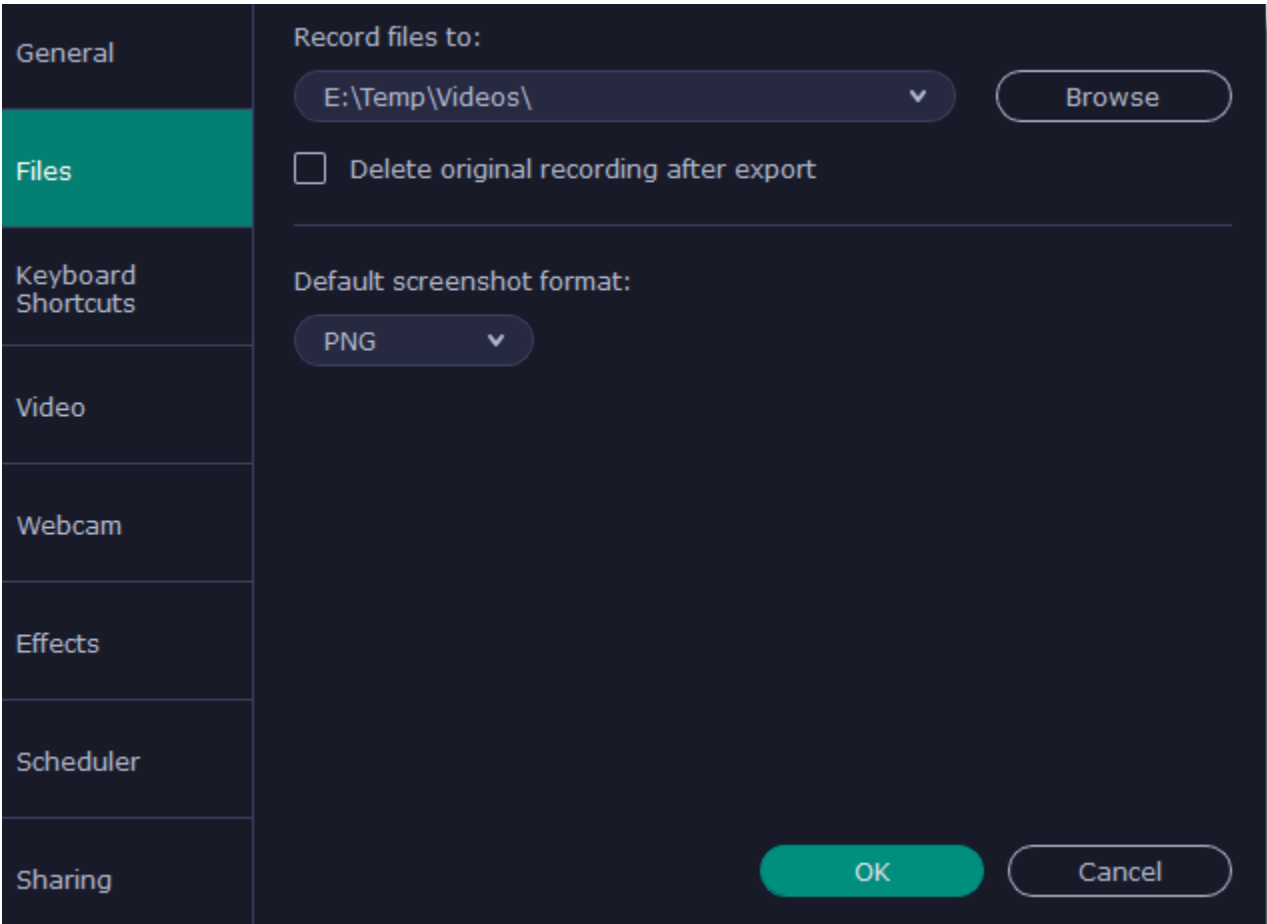 General
Files
Keyboard
Shortcuts
Video
Webcam
Effects
Scheduler
Sharing
Record files to:
E:\Temp\Videos\
Browse
Delete original recording after export
Default screenshot format:
PNG
OK
Cancel